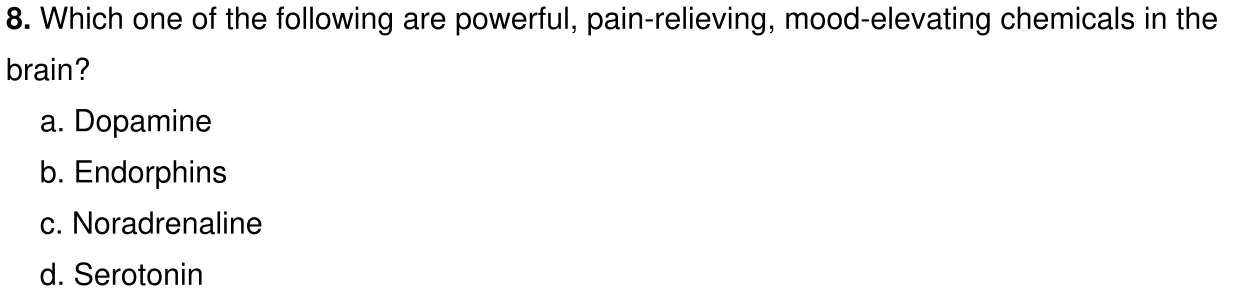 8. Which one of the following are powerful, pain-relieving, mood-elevating chemicals in the
brain?
a. Dopamine
b. Endorphins
c. Noradrenaline
d. Serotonin